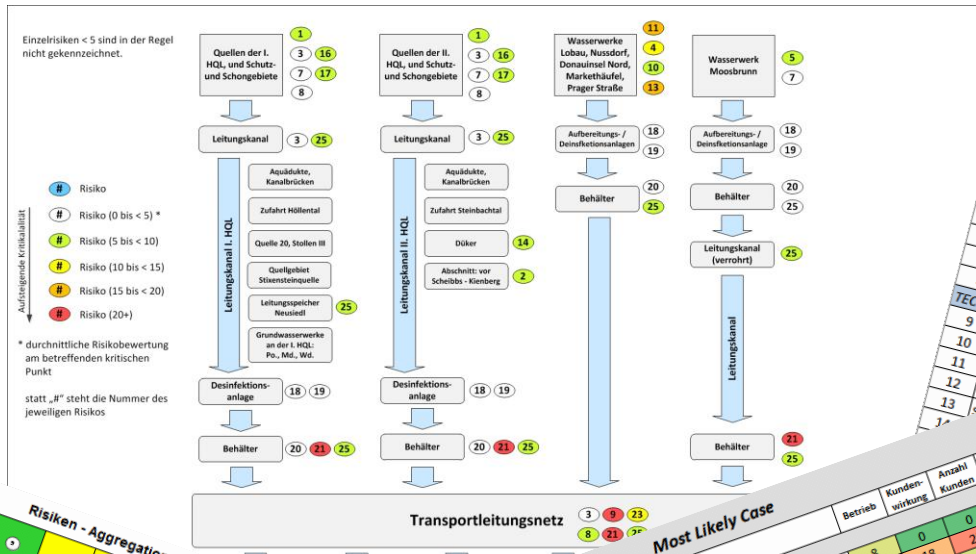 Einzelrisiken < 5 sind in der Regel
nicht gekennzeichnet.
# Risiko
# Risiko (0 bis < 5) *
# Risiko (5 bis < 10)
# Risiko (10 bis < 15)
# Risiko (15 bis < 20)
# Risiko (20+)
Aufsteigende Kritikalität
* durchnittliche Risikobewertung
am betreffenden kritischen
Punkt
statt „#" steht die Nummer des
jeweiligen Risikos
Quellen der I.
HQL, und Schutz-
und Schongebiete
1
3 16
7 17
8
Leitungskanal
3 25
Leitungskanal I. HQL
Aquädukte,
Kanalbrücken
Zufahrt Höllental
Quelle 20, Stollen III
Quellgebiet
Stixensteinquelle
Leitungsspeicher
Neusiedl
25
Grundwasserwerke
an der I. HQL:
Po., Md., Wd.
Desinfektions-
anlage
18 19
Behälter
20 21 25
Quellen der II.
HQL, und Schutz-
und Schongebiete
1
3 16
7 17
8
Leitungskanal
3 25
Leitungskanal II. HQL
Aquädukte,
Kanalbrücken
Zufahrt Steinbachtal
Düker
14
Abschnitt: vor
Scheibbs - Kienberg
2
Desinfektions-
anlage
18 19
Behälter
20 21 25
Wasserwerke
Lobau, Nussdorf,
Donauinsel Nord,
Markethäufel,
Prager Straße
11
4
10
13
Aufbereitungs- /
Deinsfketionsanlagen
18
19
Behälter
20
25
Wasserwerk
Moosbrunn
5
7
Aufbereitungs- /
Deinsfketionsanlage
18
19
Behälter
20
25
Leitungskanal
(verrohrt)
25
Leitungskanal
Behälter
21
25
Transportleitungsnetz
3 9 23
8 21 25
TEC
9
10
11
12
13
14
Risiken - Aggregatio
Most Likely Case
Betrieb
Kunden-
wirkung
Anzahl
Kunden
8 0 0